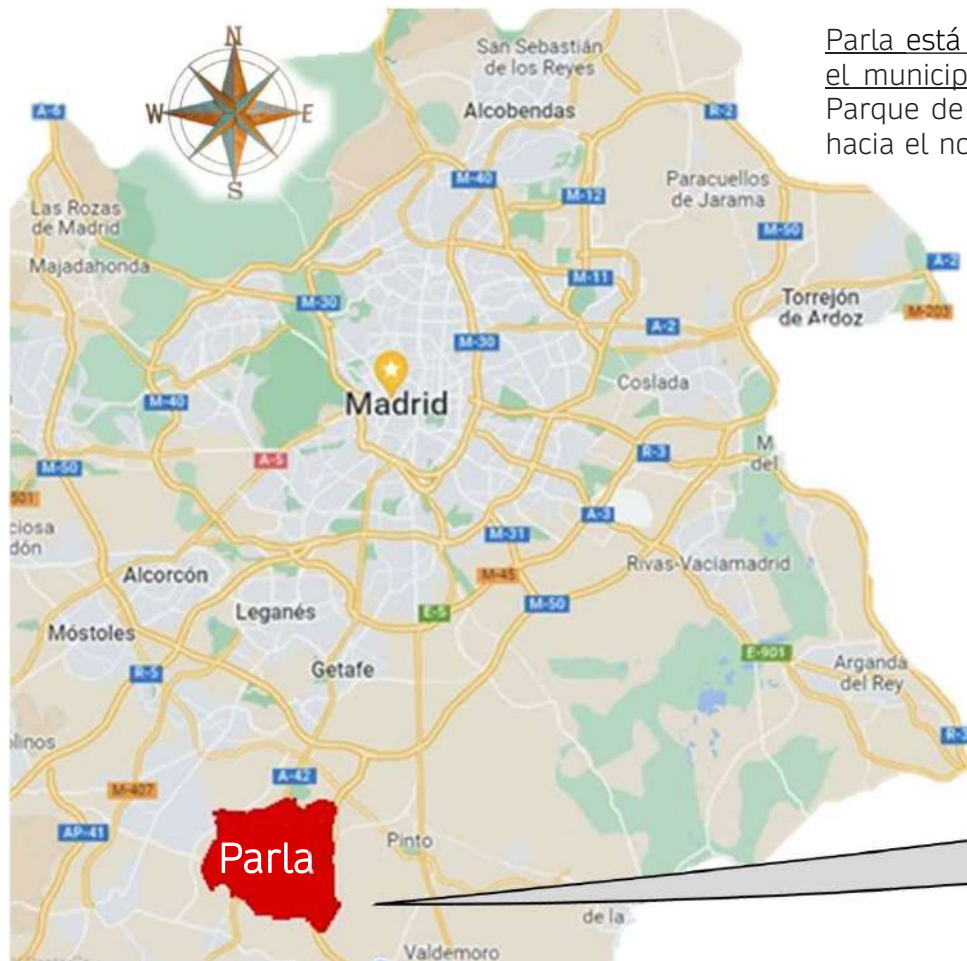 Parla está
el municip
Parque de
hacia el no
N
W
E
S
San Sebastián
de los Reyes
Alcobendas
A-6
R-2
M-40
M-12
Paracuellos
de Jarama
Las Rozas
de Madrid
M-50
Majadahonda
A-2
M-11
M-30
Torrejón
de Ardoz
M-203
A-2
M-30
Madrid
Coslada
M-40
M-50
A-5
R-3
M
del
501
ciosa
dón
A-3
M-31
Rivas-Vaciamadrid
Alcorcón
M-45
M-50
Leganés
E-5
Móstoles
E-901
Getafe
R-5
Arganda
del Rey
olinos
R-3
A-42
M-407
AP-41
Parla
Pinto
de la
Valdemoro